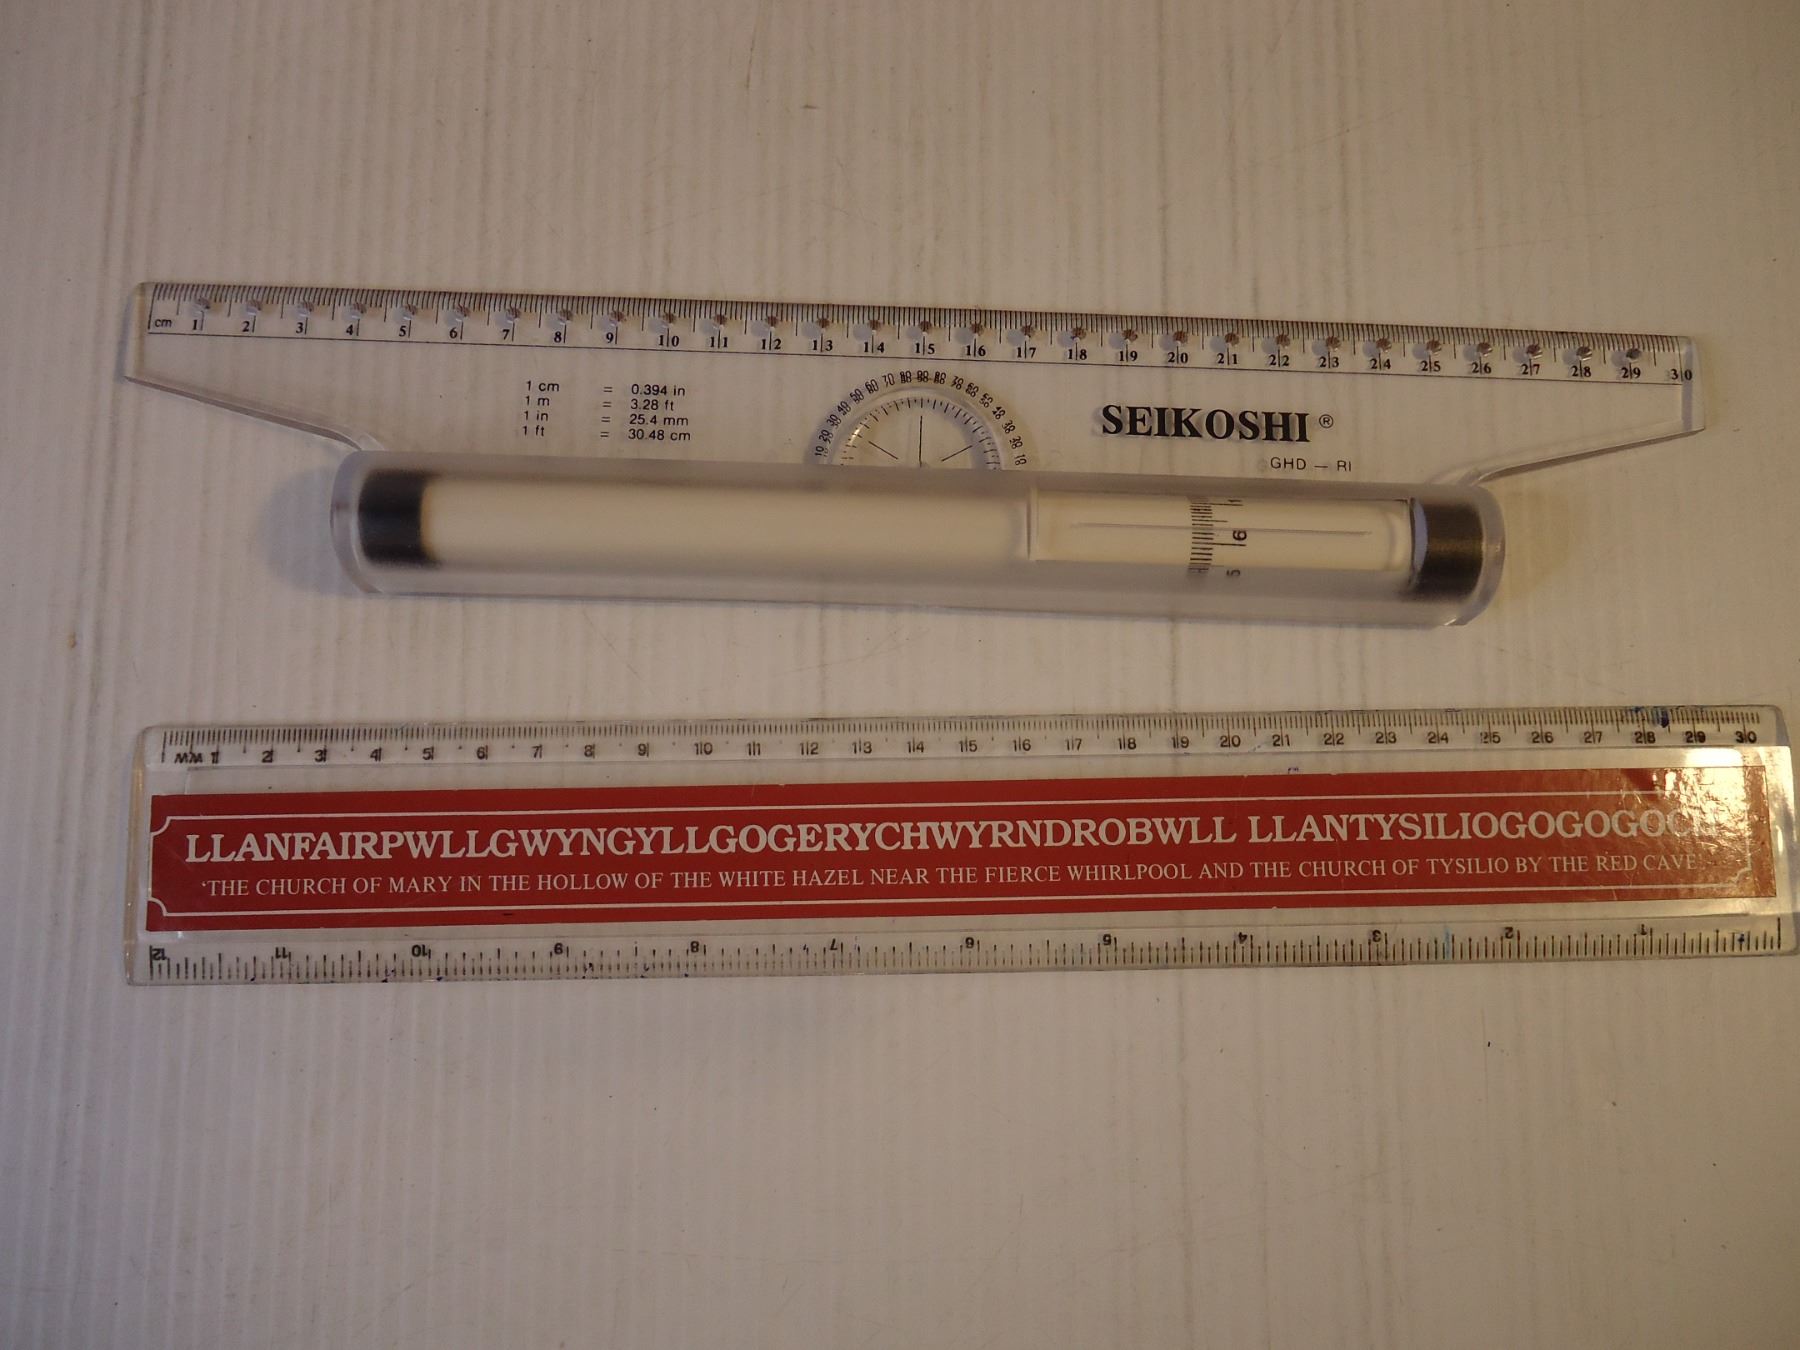 cm 1 2 3 4 5 6 7 8 9 10 11 12 13 14 15 16 17 18 19 20 21 22 23 24 25 26 27 28 29 30
1 cm = 0.394 in
1 m = 3.28 ft
1 in = 25.4 mm
1 ft = 30.48 cm
SEIKOSHI ®
GHD — RI
6
5
MM 1 2 3 4 5 6 7 8 9 10 11 12 13 14 15 16 17 18 19 20 21 22 23 24 25 26 27 28 29 30
LLANFAIRPWLLGWYNGYLLGOGERYCHWYRNDROBWLL LLANTYSILIOGOGOGOCH
'THE CHURCH OF MARY IN THE HOLLOW OF THE WHITE HAZEL NEAR THE FIERCE WHIRLPOOL AND THE CHURCH OF TYSILIO BY THE RED CAVE'
12 11 10 9 8 7 6 5 4 3 2 1